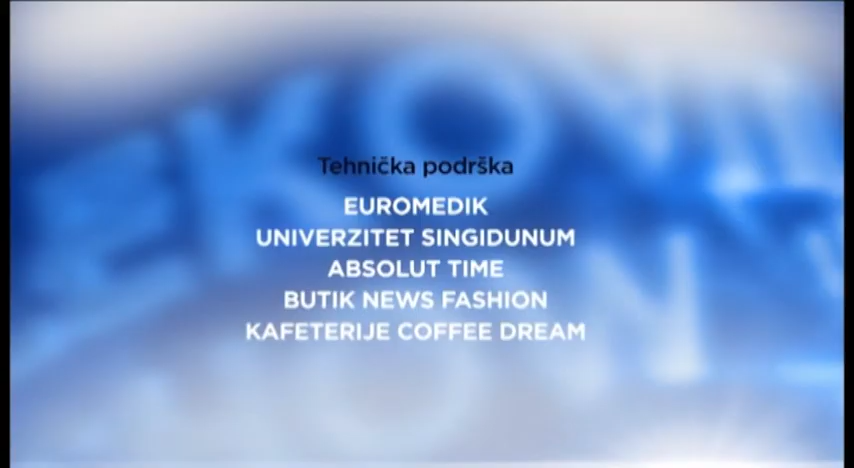 Tehnička podrška
EUROMEDIK
UNIVERZITET SINGIDUNUM
ABSOLUT TIME
BUTIK NEWS FASHION
KAFETERIJE COFFEE DREAM